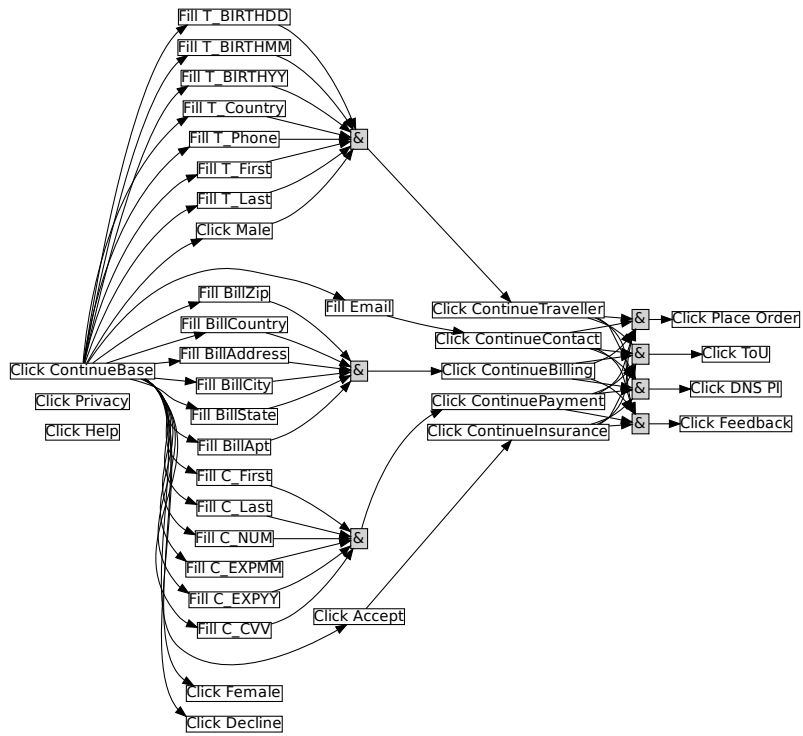 Fill T_BIRTHDD
Fill T_BIRTHMM
Fill T_BIRTHYY
Fill T_Country
Fill T_Phone
&
Fill T_First
Fill T_Last
Click Male
Fill BillZip
Fill Email
Click ContinueTraveller
&
Click Place Order
Fill BillCountry
Click ContinueContact
Fill BillAddress
&
Click ToU
Click ContinueBase
Fill BillCity
&
Click ContinueBilling
&
Click DNS PI
Click Privacy
Fill BillState
Click ContinuePayment
&
Click Feedback
Click Help
Fill BillApt
Click ContinueInsurance
Fill C_First
Fill C_Last
Fill C_NUM
&
Fill C_EXPMM
Fill C_EXPYY
Click Accept
Fill C_CVV
Click Female
Click Decline